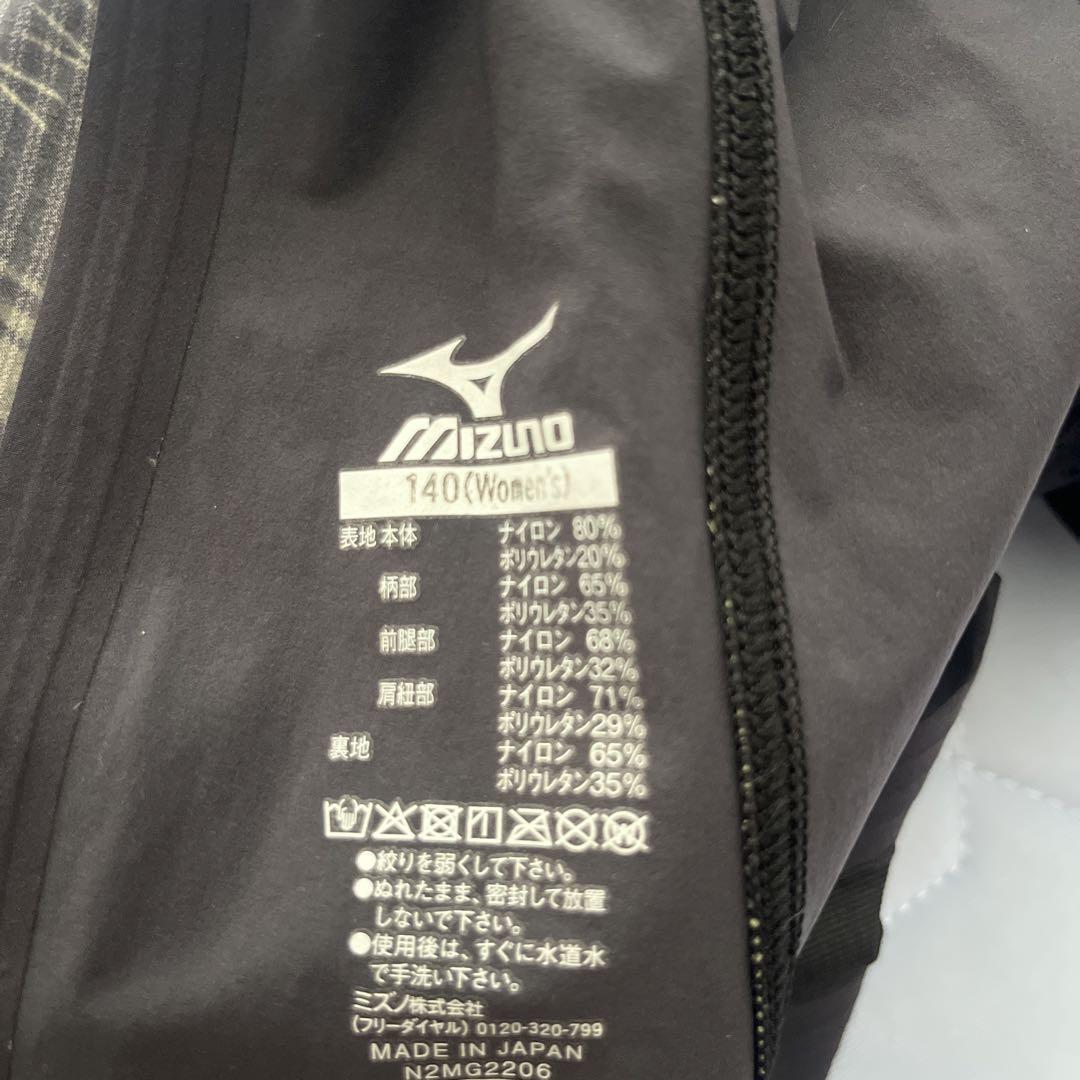 MIZUNO
140(Women's)
表地 本体 ナイロン 80%
ポリウレタン20%
柄部 ナイロン 65%
ポリウレタン35%
前腿部 ナイロン 68%
ポリウレタン32%
肩紐部 ナイロン 71%
ポリウレタン29%
裏地 ナイロン 65%
ポリウレタン35%
●絞りを弱くして下さい。
●ぬれたまま、密封して放置
しないで下さい。
●使用後は、すぐに水道水
で手洗い下さい。
ミズノ株式会社
(フリーダイヤル) 0120-320-799
MADE IN JAPAN
N2MG2206